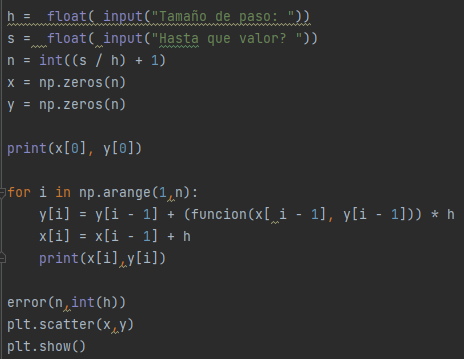 h =  float( input("Tamaño de paso: "))
s =  float( input("Hasta que valor? "))
n = int((s / h) + 1)
x = np.zeros(n)
y = np.zeros(n)
print(x[0], y[0])
for i in np.arange(1,n):
    y[i] = y[i - 1] + (funcion(x[ i - 1], y[i - 1])) * h
    x[i] = x[i - 1] + h
    print(x[i],y[i])
error(n,int(h))
plt.scatter(x,y)
plt.show()